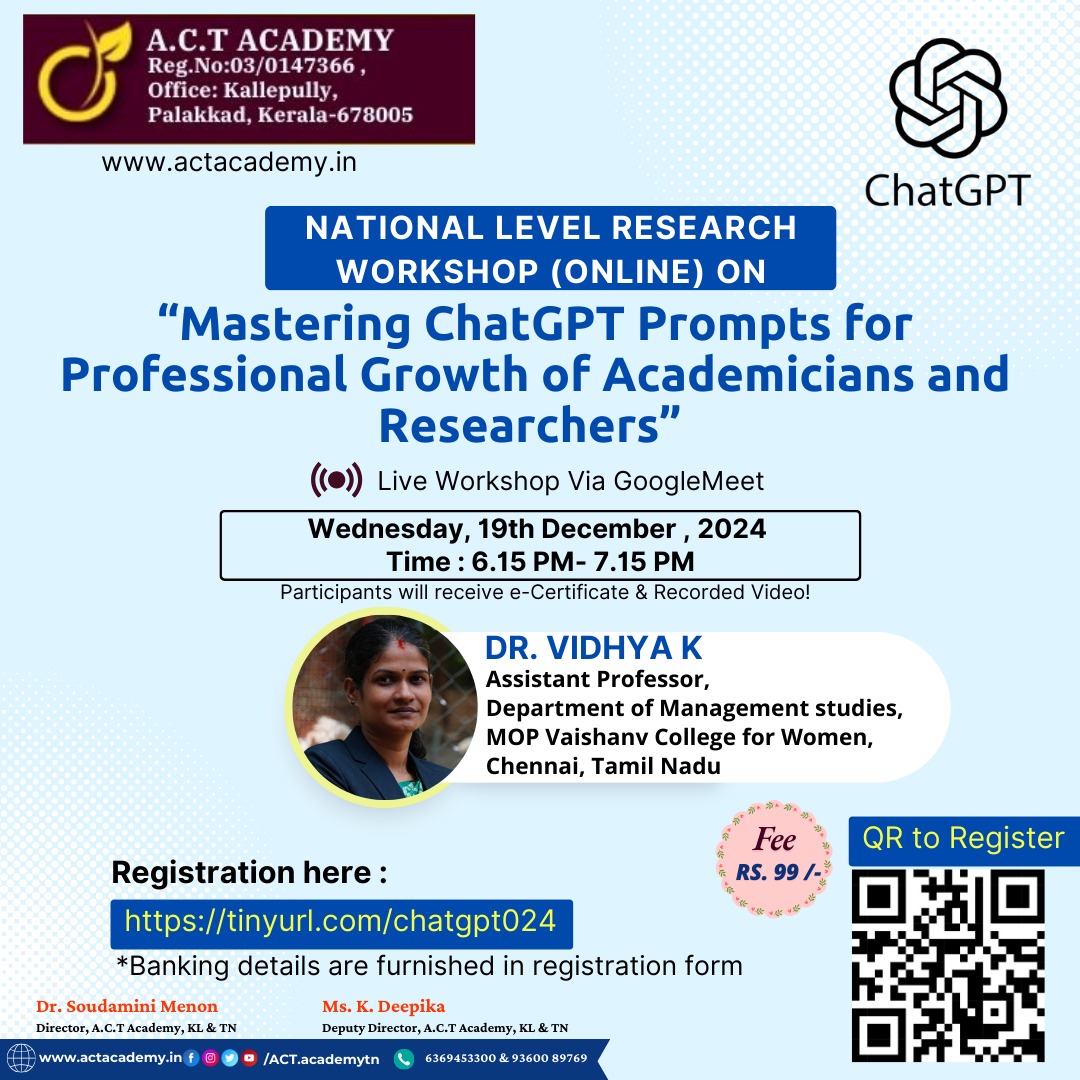 A.C.T ACADEMY
Reg.No:03/0147366 ,
Office: Kallepully,
Palakkad, Kerala-678005
www.actacademy.in
ChatGPT
NATIONAL LEVEL RESEARCH
WORKSHOP (ONLINE) ON
“Mastering ChatGPT Prompts for
Professional Growth of Academicians and
Researchers”
Live Workshop Via GoogleMeet
Wednesday, 19th December , 2024
Time : 6.15 PM- 7.15 PM
Participants will receive e-Certificate & Recorded Video!
DR. VIDHYA K
Assistant Professor,
Department of Management studies,
MOP Vaishanv College for Women,
Chennai, Tamil Nadu
Fee
RS. 99 /-
QR to Register
Registration here :
https://tinyurl.com/chatgpt024
*Banking details are furnished in registration form
Dr. Soudamini Menon
Director, A.C.T Academy, KL & TN
Ms. K. Deepika
Deputy Director, A.C.T Academy, KL & TN
www.actacademy.in /ACT.academytn 6369453300 & 93600 89769